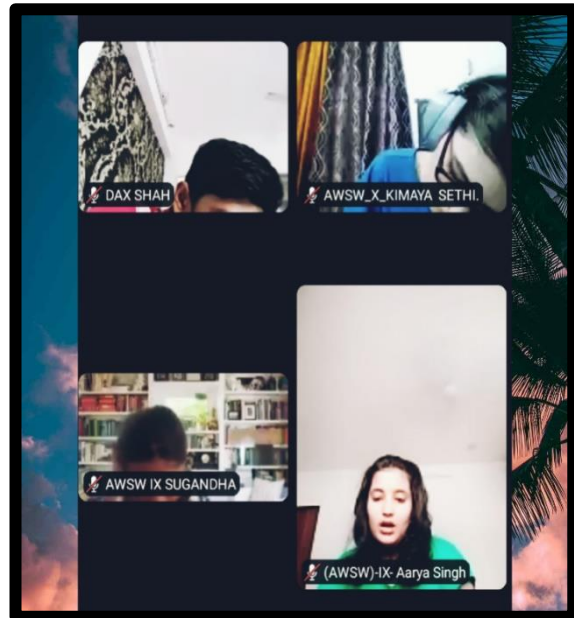 DAX SHAH
AWSW_X_KIMAYA SETHI.
AWSW IX SUGANDHA
(AWSW)-IX- Aarya Singh